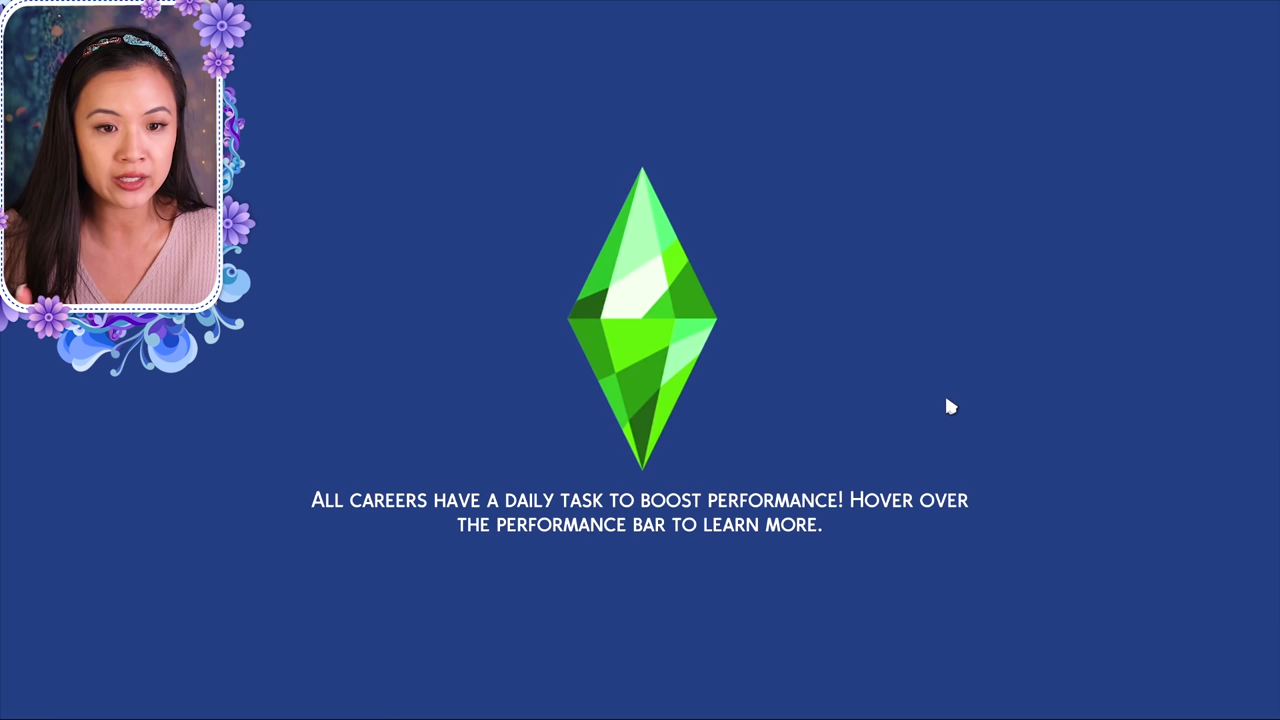 All careers have a daily task to boost performance! Hover over
the performance bar to learn more.